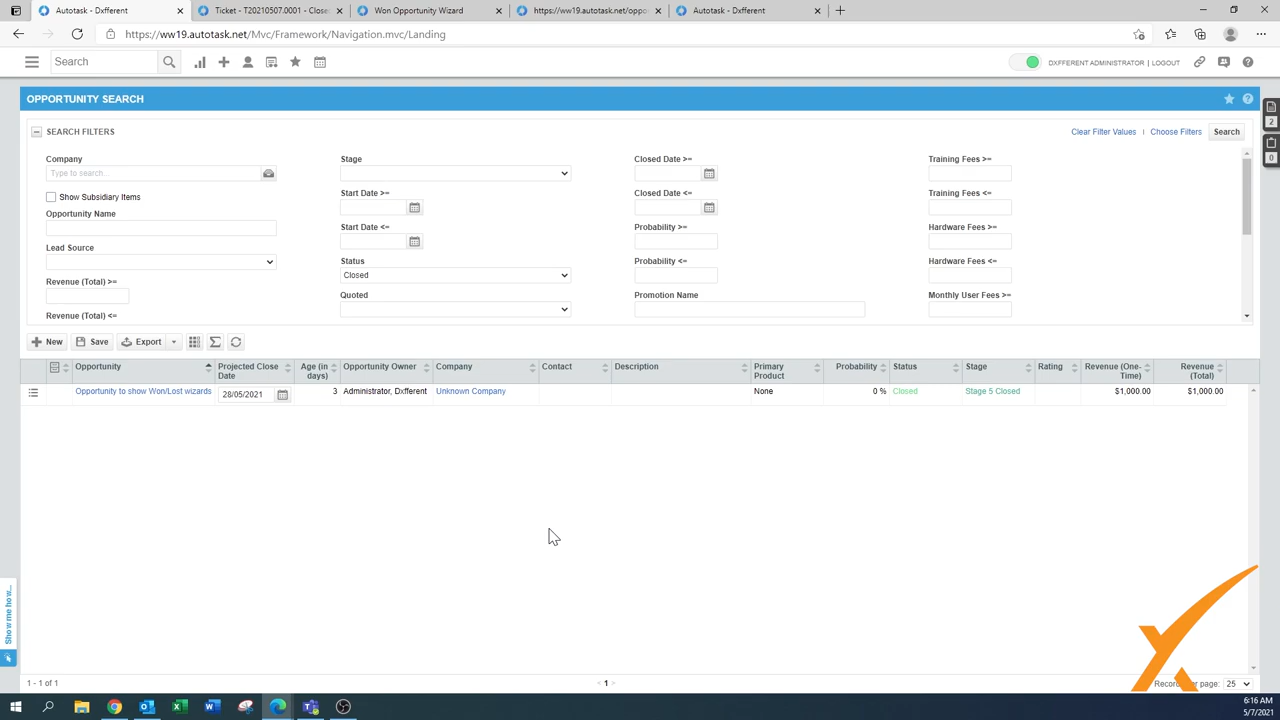 Autotask - Dxfferent
Ticket - T20210507.0001 - Close
Won Opportunity Wizard
https://ww19.autotask.net/oppo
Autotask - Dxfferent
https://ww19.autotask.net/Mvc/Framework/Navigation.mvc/Landing
Search
DXFFERENT ADMINISTRATOR | LOGOUT
OPPORTUNITY SEARCH
2
0
SEARCH FILTERS
Clear Filter Values | Choose Filters Search
Company Stage Closed Date >= Training Fees >=
Type to search...
Show Subsidiary Items Start Date >= Closed Date <= Training Fees <=
Opportunity Name
Start Date <= Probability >= Hardware Fees >=
Lead Source
Status Probability <= Hardware Fees <=
Closed
Revenue (Total) >= Quoted Promotion Name Monthly User Fees >=
Revenue (Total) <=
New Save Export
Opportunity Projected Close Date Age (in days) Opportunity Owner Company Contact Description Primary Product Probability Status Stage Rating Revenue (One-Time) Revenue (Total)
Opportunity to show Won/Lost wizards 28/05/2021 3 Administrator, Dxfferent Unknown Company None 0 % Closed Stage 5 Closed $1,000.00 $1,000.00
Show me how...
1 - 1 of 1 < 1 > page: 25
6:16 AM
5/7/2021